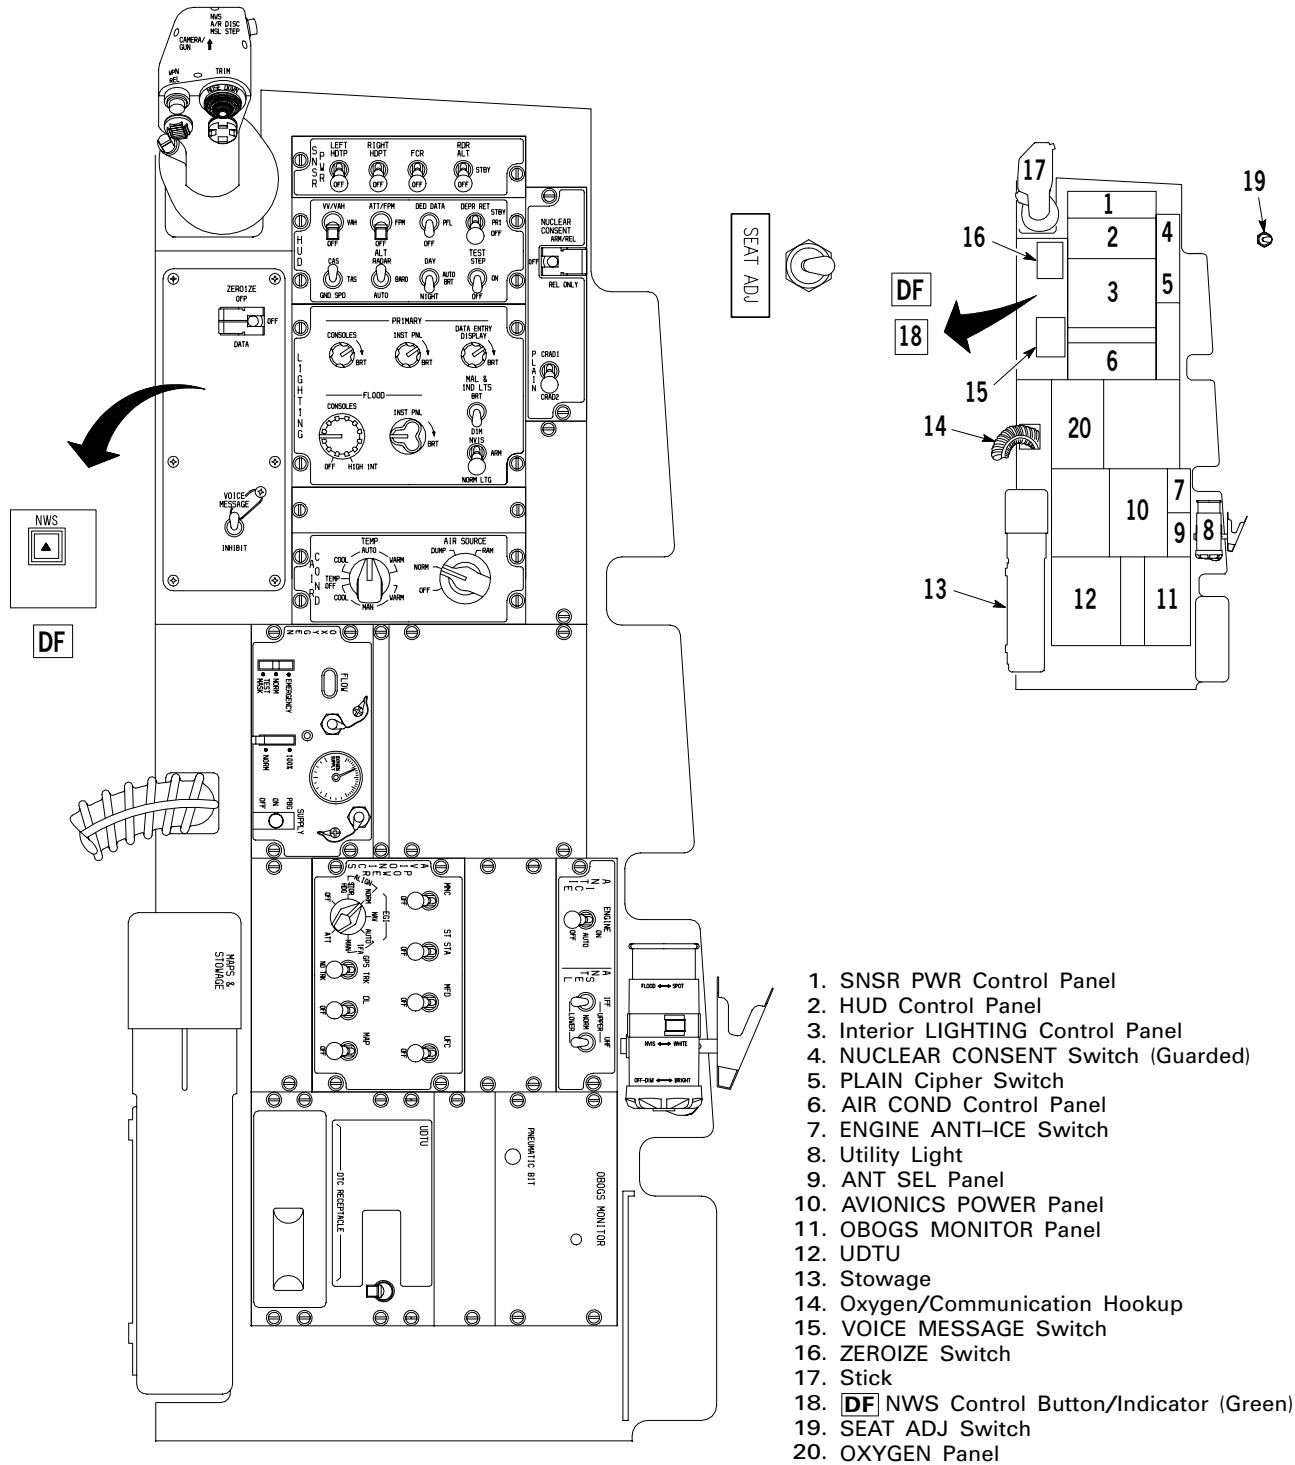 NWS
A/R DISC
MSL STEP
CAMERA/
GUN
WPN
REL
TRIM
NOSE DOWN
SNSR
PWR
LEFT
HDTP
OFF
RIGHT
HDPT
OFF
FCR
OFF
RDR
ALT
STBY
OFF
HUD
VV/VAH
VAH
OFF
ATT/FPM
FPM
OFF
DED DATA
PFL
OFF
DEPR RET
STBY
PRI
OFF
CAS
TAS
GND SPD
ALT
RADAR
BARO
AUTO
DAY
AUTO
BRT
NIGHT
TEST
STEP
ON
OFF
NUCLEAR
CONSENT
ARM/REL
OFF
REL ONLY
PLAIN
CRAD1
CRAD2
ZEROIZE
OFP
OFF
DATA
VOICE
MESSAGE
INHIBIT
LIGHTING
PRIMARY
CONSOLES
BRT
INST PNL
BRT
DATA ENTRY
DISPLAY
BRT
FLOOD
CONSOLES
OFF
HIGH INT
INST PNL
BRT
MAL &
IND LTS
BRT
DIM
NVIS
ARM
NORM LTG
AIR
COND
TEMP
AUTO
COOL
WARM
TEMP
OFF
COOL
WARM
MAN
AIR SOURCE
DUMP
RAM
NORM
OFF
NWS
DF
SEAT ADJ
OXYGEN
FLOW
EMERGENCY
NORM
TEST
MASK
100%
NORM
OXYGEN
SUPPLY
PBG
ON
OFF
SUPPLY
AVIONICS
POWER
ALIGN
STOR
HDG
NORM
OFF
NAV
EGI
ATT
AUTO
MAN
IFA
MMC
OFF
ST STA
OFF
MFD
OFF
UFC
OFF
GPS TRK
NO TRK
DL
OFF
MAP
OFF
ANTI
ICE
ENGINE
ON
AUTO
OFF
ANT
SEL
IFF
UHF
UPPER
NORM
LOWER
FLOOD SPOT
NVIS WHITE
OFF-DIM BRIGHT
MAPS &
STOWAGE
UDTU
DTC RECEPTACLE
PNEUMATIC BIT
OBOGS MONITOR
17
1
2
3
4
5
6
16
DF
18
15
14
20
7
10
9
8
13
12
11
19
1. SNSR PWR Control Panel
2. HUD Control Panel
3. Interior LIGHTING Control Panel
4. NUCLEAR CONSENT Switch (Guarded)
5. PLAIN Cipher Switch
6. AIR COND Control Panel
7. ENGINE ANTI–ICE Switch
8. Utility Light
9. ANT SEL Panel
10. AVIONICS POWER Panel
11. OBOGS MONITOR Panel
12. UDTU
13. Stowage
14. Oxygen/Communication Hookup
15. VOICE MESSAGE Switch
16. ZEROIZE Switch
17. Stick
18. DF NWS Control Button/Indicator (Green)
19. SEAT ADJ Switch
20. OXYGEN Panel